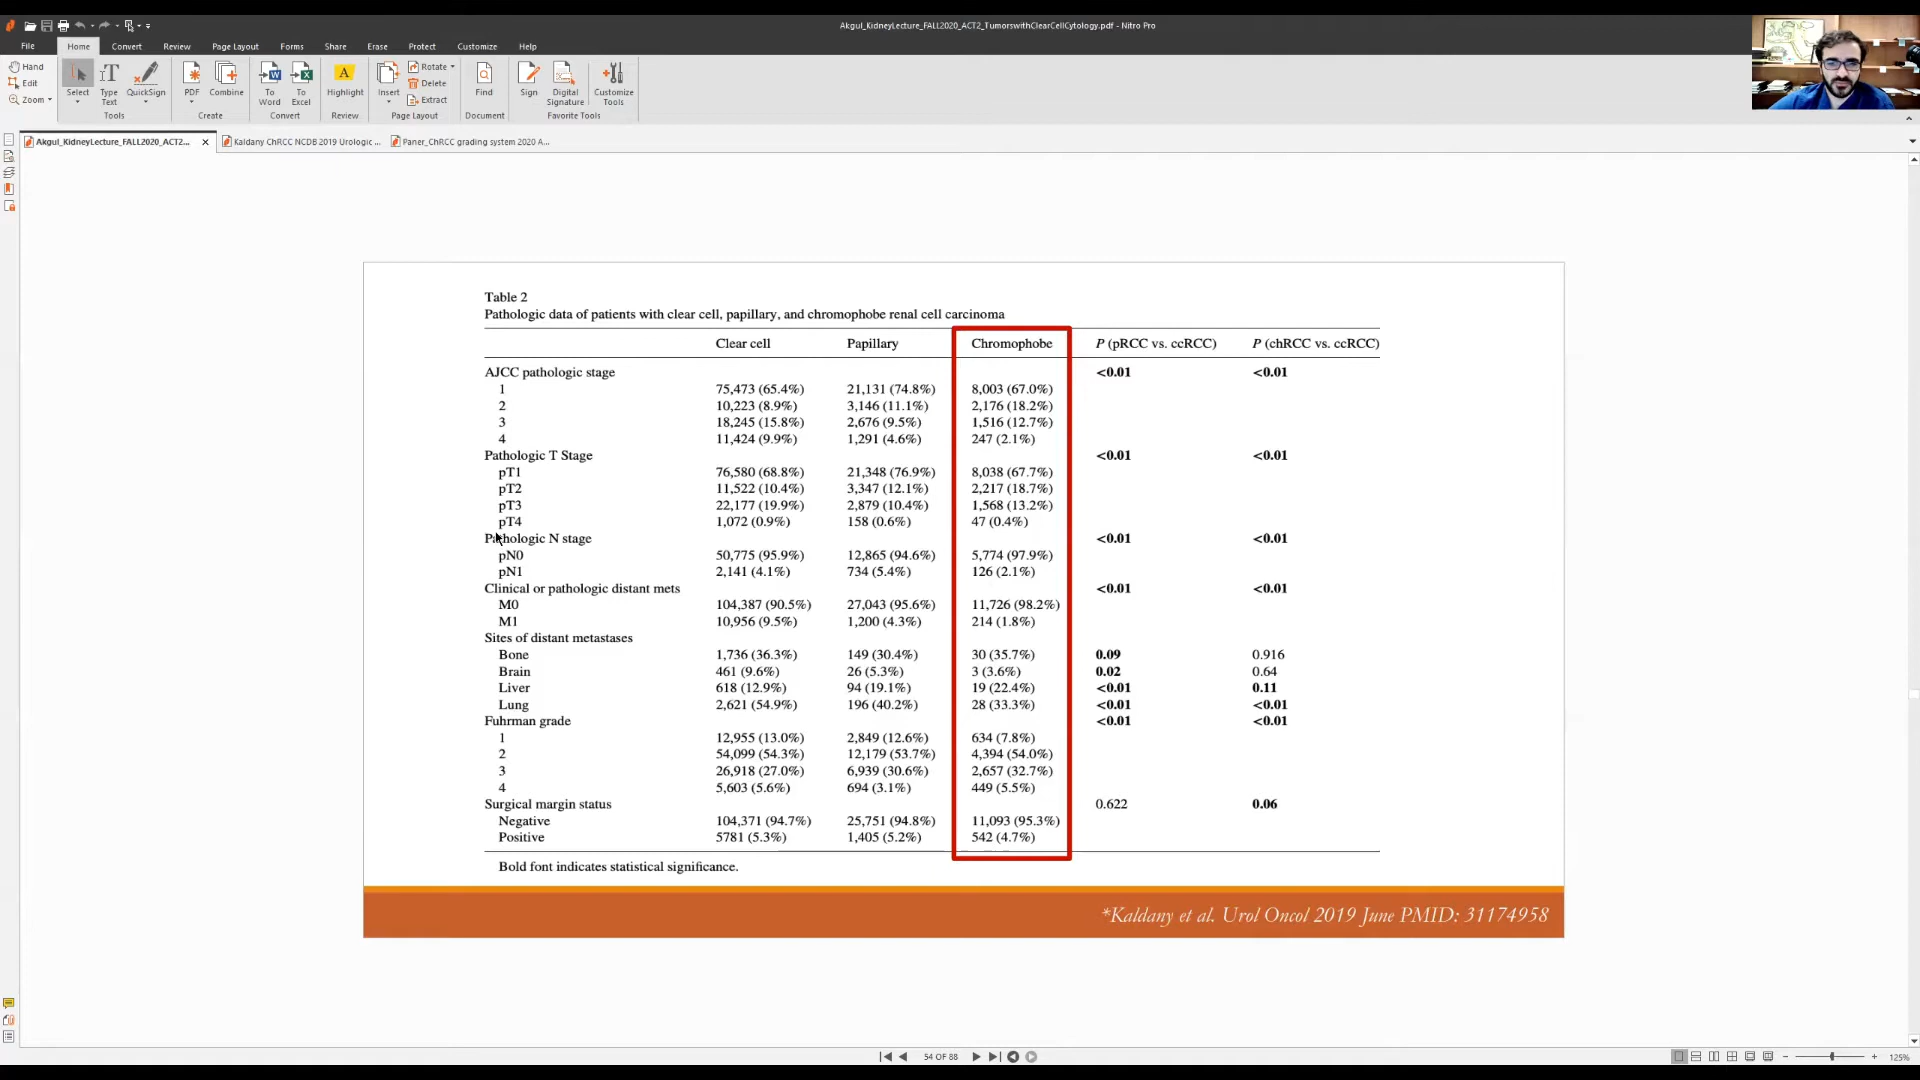 Akgul_KidneyLecture_FALL2020_ACT2_TumorswithClearCellCytology.pdf - Nitro Pro
File Home Convert Review Page Layout Forms Share Erase Protect Customize Help
Hand
Edit
Zoom
Select
Type Text
QuickSign
Tools
PDF
Combine
Create
To Word
To Excel
Convert
Highlight
Review
Insert
Rotate
Delete
Extract
Page Layout
Find
Document
Sign
Digital Signature
Customize Tools
Favorite Tools
Akgul_KidneyLecture_FALL2020_ACT2...
Kaldany ChRCC NCDB 2019 Urologic ...
Paner_ChRCC grading system 2020 A...
Table 2
Pathologic data of patients with clear cell, papillary, and chromophobe renal cell carcinoma
Clear cell Papillary Chromophobe P (pRCC vs. ccRCC) P (chRCC vs. ccRCC)
AJCC pathologic stage <0.01 <0.01
1 75,473 (65.4%) 21,131 (74.8%) 8,003 (67.0%)
2 10,223 (8.9%) 3,146 (11.1%) 2,176 (18.2%)
3 18,245 (15.8%) 2,676 (9.5%) 1,516 (12.7%)
4 11,424 (9.9%) 1,291 (4.6%) 247 (2.1%)
Pathologic T Stage <0.01 <0.01
pT1 76,580 (68.8%) 21,348 (76.9%) 8,038 (67.7%)
pT2 11,522 (10.4%) 3,347 (12.1%) 2,217 (18.7%)
pT3 22,177 (19.9%) 2,879 (10.4%) 1,568 (13.2%)
pT4 1,072 (0.9%) 158 (0.6%) 47 (0.4%)
Pathologic N stage <0.01 <0.01
pN0 50,775 (95.9%) 12,865 (94.6%) 5,774 (97.9%)
pN1 2,141 (4.1%) 734 (5.4%) 126 (2.1%)
Clinical or pathologic distant mets <0.01 <0.01
M0 104,387 (90.5%) 27,043 (95.6%) 11,726 (98.2%)
M1 10,956 (9.5%) 1,200 (4.3%) 214 (1.8%)
Sites of distant metastases
Bone 1,736 (36.3%) 149 (30.4%) 30 (35.7%) 0.09 0.916
Brain 461 (9.6%) 26 (5.3%) 3 (3.6%) 0.02 0.64
Liver 618 (12.9%) 94 (19.1%) 19 (22.4%) <0.01 0.11
Lung 2,621 (54.9%) 196 (40.2%) 28 (33.3%) <0.01 <0.01
Fuhrman grade <0.01 <0.01
1 12,955 (13.0%) 2,849 (12.6%) 634 (7.8%)
2 54,099 (54.3%) 12,179 (53.7%) 4,394 (54.0%)
3 26,918 (27.0%) 6,939 (30.6%) 2,657 (32.7%)
4 5,603 (5.6%) 694 (3.1%) 449 (5.5%)
Surgical margin status 0.622 0.06
Negative 104,371 (94.7%) 25,751 (94.8%) 11,093 (95.3%)
Positive 5781 (5.3%) 1,405 (5.2%) 542 (4.7%)
Bold font indicates statistical significance.
*Kaldany et al. Urol Oncol 2019 June PMID: 31174958
54 OF 88
125%